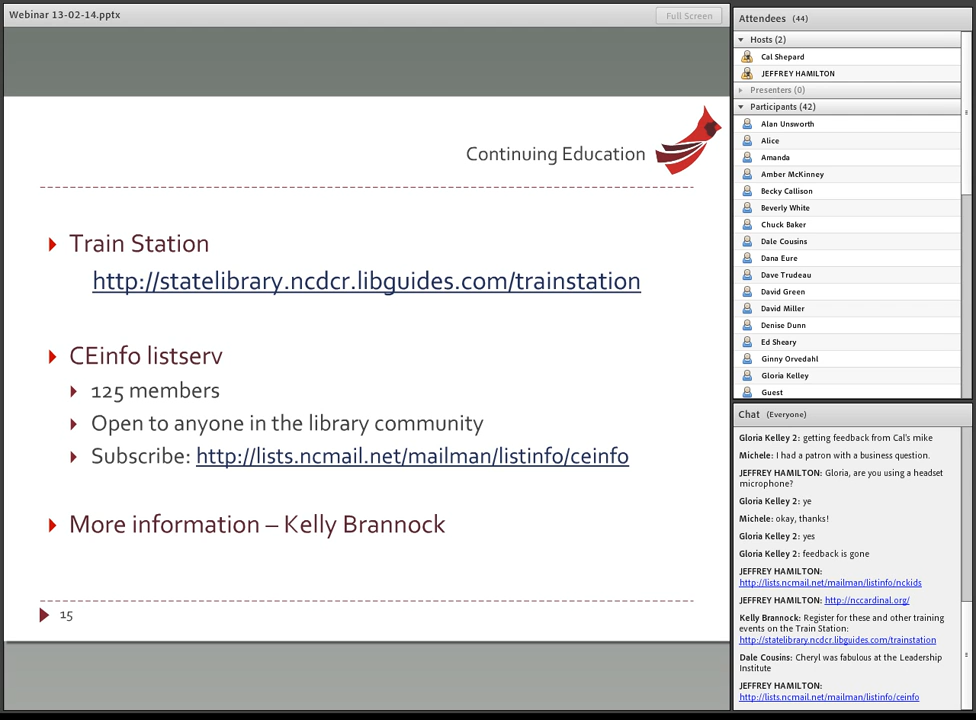 Webinar 13-02-14.pptx
Full Screen
Continuing Education
Train Station
http://statelibrary.ncdcr.libguides.com/trainstation
CEinfo listserv
125 members
Open to anyone in the library community
Subscribe: http://lists.ncmail.net/mailman/listinfo/ceinfo
More information – Kelly Brannock
15
Attendees (44)
Hosts (2)
Cal Shepard
JEFFREY HAMILTON
Presenters (0)
Participants (42)
Alan Unsworth
Alice
Amanda
Amber McKinney
Becky Callison
Beverly White
Chuck Baker
Dale Cousins
Dana Eure
Dave Trudeau
David Green
David Miller
Denise Dunn
Ed Sheary
Ginny Orvedahl
Gloria Kelley
Guest
Chat (Everyone)
Gloria Kelley 2: getting feedback from Cal's mike
Michele: I had a patron with a business question.
JEFFREY HAMILTON: Gloria, are you using a headset
microphone?
Gloria Kelley 2: ye
Michele: okay, thanks!
Gloria Kelley 2: yes
Gloria Kelley 2: feedback is gone
JEFFREY HAMILTON:
http://lists.ncmail.net/mailman/listinfo/nckids
JEFFREY HAMILTON: http://nccardinal.org/
Kelly Brannock: Register for these and other training
events on the Train Station:
http://statelibrary.ncdcr.libguides.com/trainstation
Dale Cousins: Cheryl was fabulous at the Leadership
Institute
JEFFREY HAMILTON:
http://lists.ncmail.net/mailman/listinfo/ceinfo